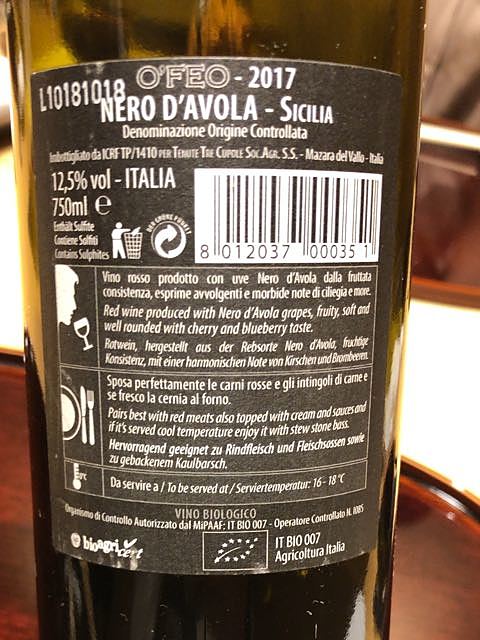 O'FEO - 2017
L10181018
NERO D'AVOLA - SICILIA
Denominazione Origine Controllata
Imbottigliato da ICRF TP/1410 per Tenute Tre Cupole Soc.Agr. S.S. - Mazara del Vallo - Italia
12,5% vol - ITALIA
750ml e
Enthält Sulfite
Contiene Solfiti
Contains Sulphites
DER GRÜNE PUNKT
8 012037 000351
Vino rosso prodotto con uve Nero d'Avola dalla fruttata
consistenza, esprime avvolgenti e morbide note di ciliegia e more.
Red wine produced with Nero d'Avola grapes, fruity, soft and
well rounded with cherry and blueberry taste.
Rotwein, hergestellt aus der Rebsorte Nero d'Avola, fruchtige
Konsistenz, mit einer harmonischen Note von Kirschen und Brombeeren.
Sposa perfettamente le carni rosse e gli intingoli di carne e
se fresco la cernia al forno.
Pairs best with red meats also topped with cream and sauces and
if it's served cool temperature enjoy it with stew stone bass.
Hervorragend geeignet zu Rindfleisch und Fleischsossen sowie
zu gebackenem Kaulbarsch.
Da servire a / To be served at / Serviertemperatur: 16 - 18 °C
VINO BIOLOGICO
Organismo di Controllo Autorizzato dal MiPAAF: IT BIO 007 - Operatore Controllato N. I085
bioagricert
IT BIO 007
Agricoltura Italia